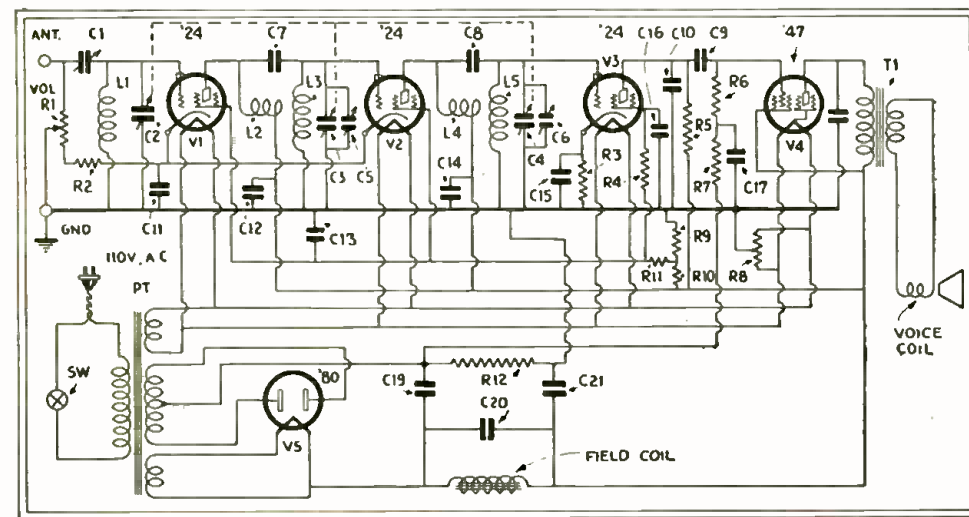 ANT. C1 '24 C7 '24 C8 '24 C16 C10 C9 '47
VOL
R1 L1 C2 V1 L2 L3 C3 C5 V2 L4 L5 C4 C6 V3 R6 R5 V4 T1
R2 C14 C15 R3 R4 R7 C17
GND C11 C12 C13 R9 R11 R10 R8
110V. AC
PT
SW '80 C19 R12 C21
C20
V5
FIELD COIL
VOICE
COIL